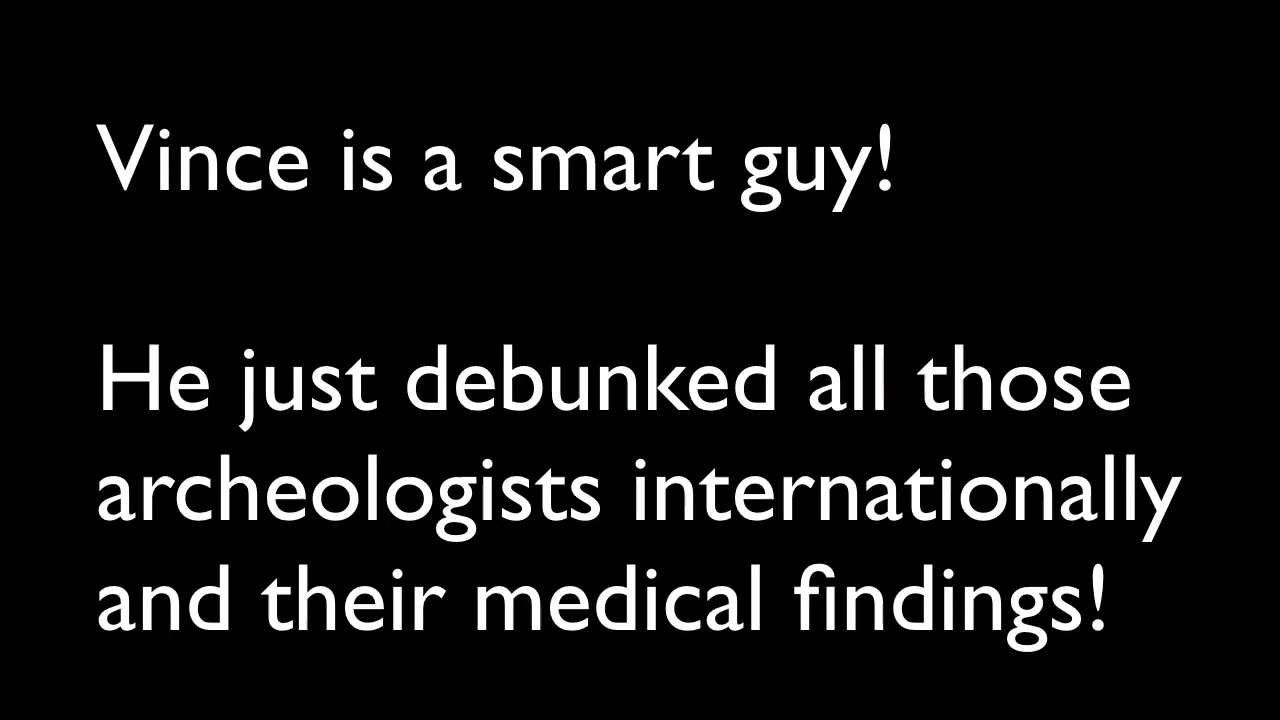 Vince is a smart guy!
He just debunked all those
archeologists internationally
and their medical findings!